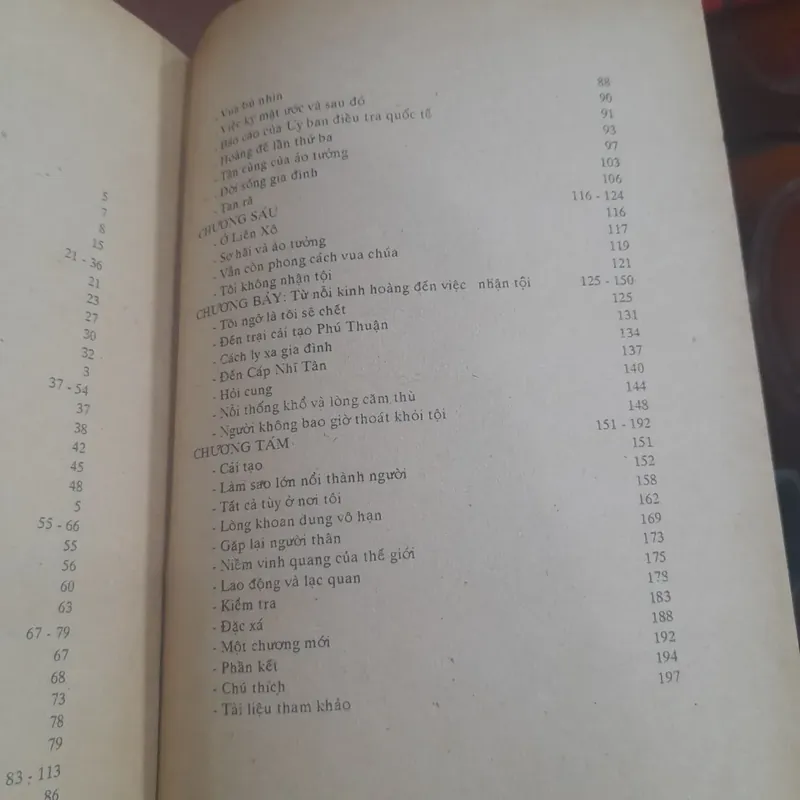 5
7
8
15
21 - 36
21
23
27
30
32
3
37 - 54
37
38
42
45
48
5
55 - 66
55
56
60
63
67 - 79
67
68
73
78
79
83 - 113
86
- Vua bù nhìn 88
- Việc ký mật ước và sau đó 90
- Báo cáo của Uỷ ban điều tra quốc tế 91
- Hoàng đế lần thứ ba 93
- Tận cùng của ảo tưởng 97
- Đời sống gia đình 103
- Tan rã 106
CHƯƠNG SÁU 116 - 124
- Ở Liên Xô 116
- Sợ hãi và ảo tưởng 117
- Vẫn còn phong cách vua chúa 119
- Tôi không nhận tội 121
CHƯƠNG BẢY: Từ nỗi kinh hoàng đến việc nhận tội 125 - 150
- Tôi ngỡ là tôi sẽ chết 125
- Đến trại cải tạo Phú Thuận 131
- Cách ly xa gia đình 134
- Đến Cáp Nhĩ Tân 137
- Hỏi cung 140
- Nỗi thống khổ và lòng căm thù 144
- Người không bao giờ thoát khỏi tội 148
CHƯƠNG TÁM 151 - 192
- Cải tạo 151
- Làm sao lớn nổi thành người 152
- Tất cả tùy ở nơi tôi 158
- Lòng khoan dung vô hạn 162
- Gặp lại người thân 169
- Niềm vinh quang của thế giới 173
- Lao động và lạc quan 175
- Kiểm tra 178
- Đặc xá 183
- Một chương mới 188
- Phần kết 192
- Chú thích 194
- Tài liệu tham khảo 197